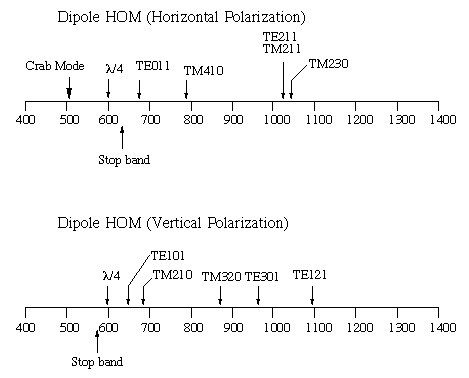 Dipole HOM (Horizontal Polarization)
TE211
TM211
Crab Mode λ/4 TE011 TM410 TM230
400 500 600 700 800 900 1000 1100 1200 1300 1400
Stop band
Dipole HOM (Vertical Polarization)
TE101
λ/4 TM210 TM320 TE301 TE121
400 500 600 700 800 900 1000 1100 1200 1300 1400
Stop band